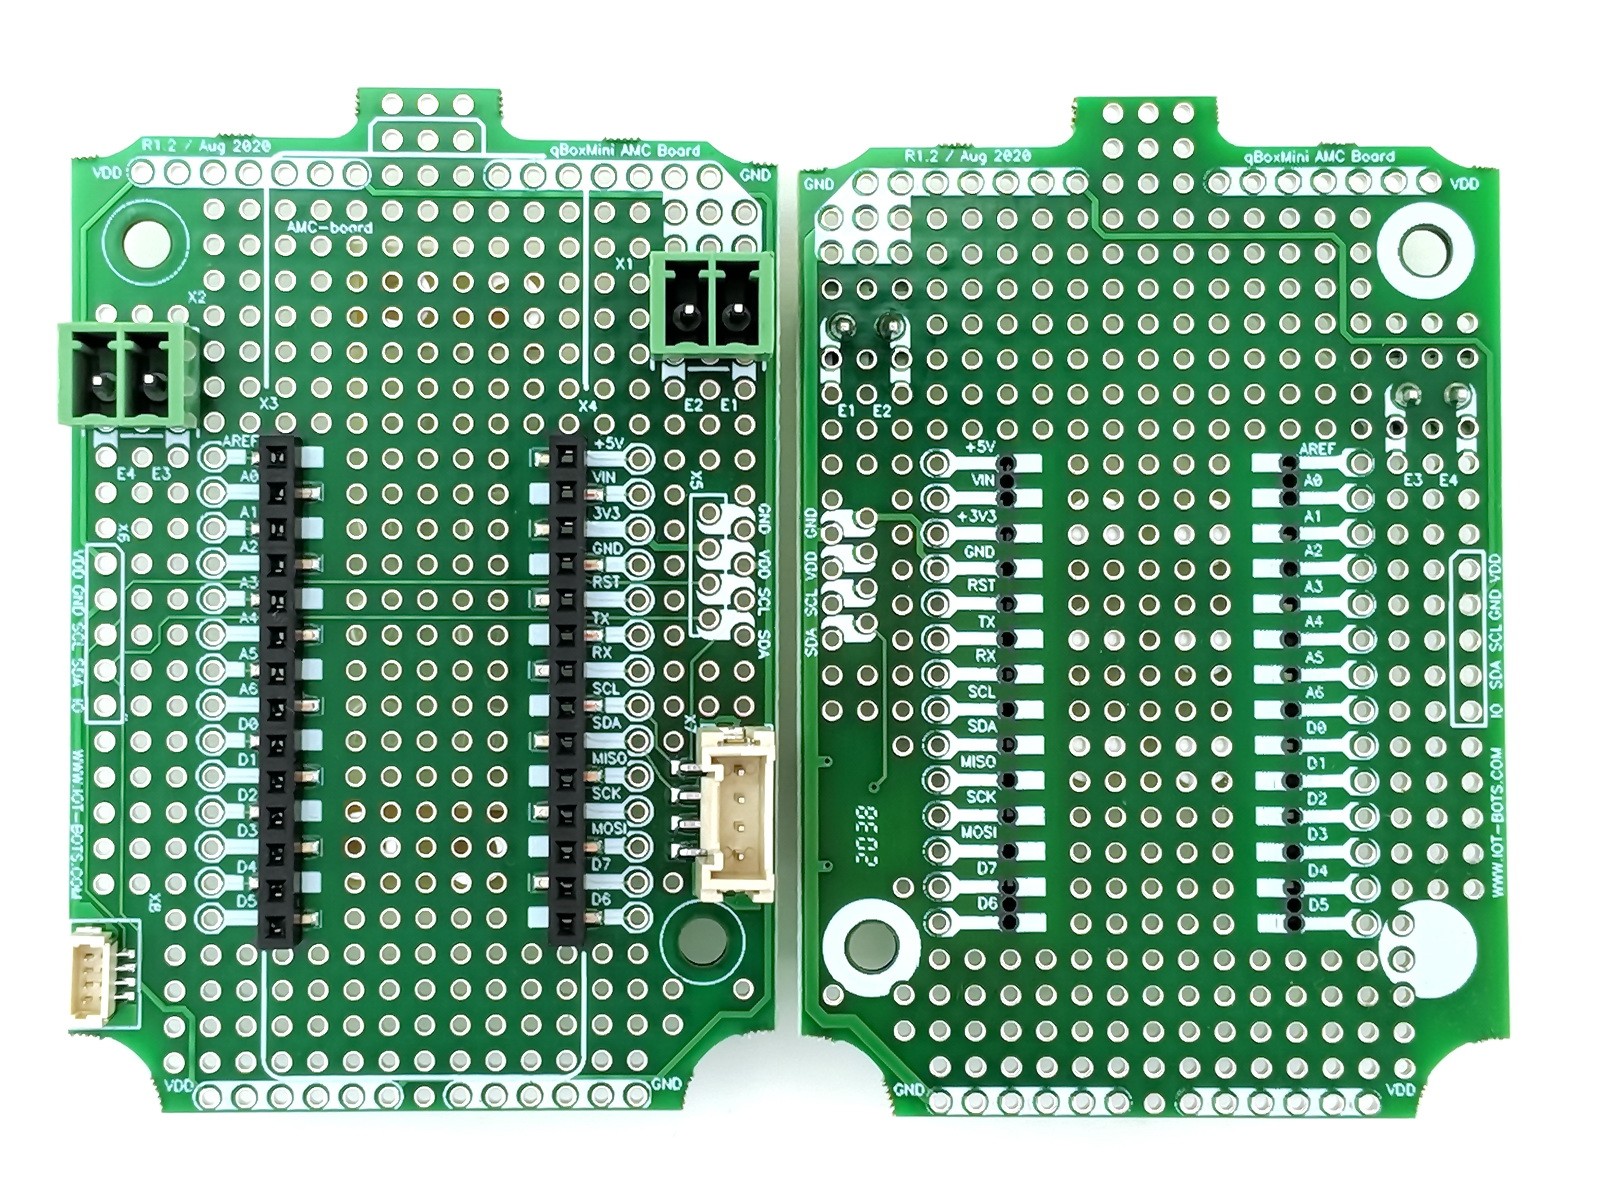 R1.2 / Aug 2020
qBoxMini AMC Board
VDD
GND
AMC-board
X1
X2
E2 E1
X3
X4
E4 E3
AREF
A0
A1
A2
A3
A4
A5
A6
D0
D1
D2
D3
D4
D5
+5V
VIN
3V3
GND
RST
TX
RX
SCL
SDA
MISO
SCK
MOSI
D7
D6
X5
GND VDD SCL SDA
X6
VDD GND SCL SDA IO
X7
WWW.IOT-BOTS.COM
X8
VDD
GND
R1.2 / Aug 2020
qBoxMini AMC Board
GND
VDD
E1 E2
E3 E4
+5V
VIN
+3V3
GND
RST
TX
RX
SCL
SDA
MISO
SCK
MOSI
D7
D6
AREF
A0
A1
A2
A3
A4
A5
A6
D0
D1
D2
D3
D4
D5
SDA SCL VDD GND
IO SDA SCL GND VDD
2038
WWW.IOT-BOTS.COM
GND
VDD